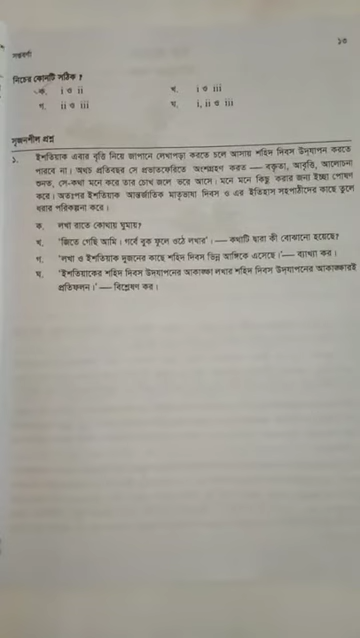 সপ্তবর্ণা
১৩
নিচের কোনটি সঠিক ?
ক. i ও ii খ. i ও iii
গ. ii ও iii ঘ. i, ii ও iii
সৃজনশীল প্রশ্ন
১. ইশতিয়াক এবার বৃত্তি নিয়ে জাপানে লেখাপড়া করতে চলে আসায় শহিদ দিবস উদ্‌যাপন করতে
পারবে না। অথচ প্রতিবছর সে প্রভাতফেরিতে অংশগ্রহণ করত — বক্তৃতা, আবৃত্তি, আলোচনা
শুনত, সে-কথা মনে করে তার চোখ জলে ভরে আসে। মনে মনে কিছু করার জন্য ইচ্ছা পোষণ
করে। অতঃপর ইশতিয়াক আন্তর্জাতিক মাতৃভাষা দিবস ও এর ইতিহাস সহপাঠীদের কাছে তুলে
ধরার পরিকল্পনা করে।
ক. লখা রাতে কোথায় ঘুমায়?
খ. 'জিতে গেছি আমি। গর্বে বুক ফুলে ওঠে লখার'। — কথাটি দ্বারা কী বোঝানো হয়েছে?
গ. 'লখা ও ইশতিয়াক দুজনের কাছে শহিদ দিবস ভিন্ন আঙ্গিকে এসেছে।'— ব্যাখ্যা কর।
ঘ. 'ইশতিয়াকের শহিদ দিবস উদ্‌যাপনের আকাঙ্ক্ষা লখার শহিদ দিবস উদ্‌যাপনের আকাঙ্ক্ষারই
প্রতিফলন।' — বিশ্লেষণ কর।